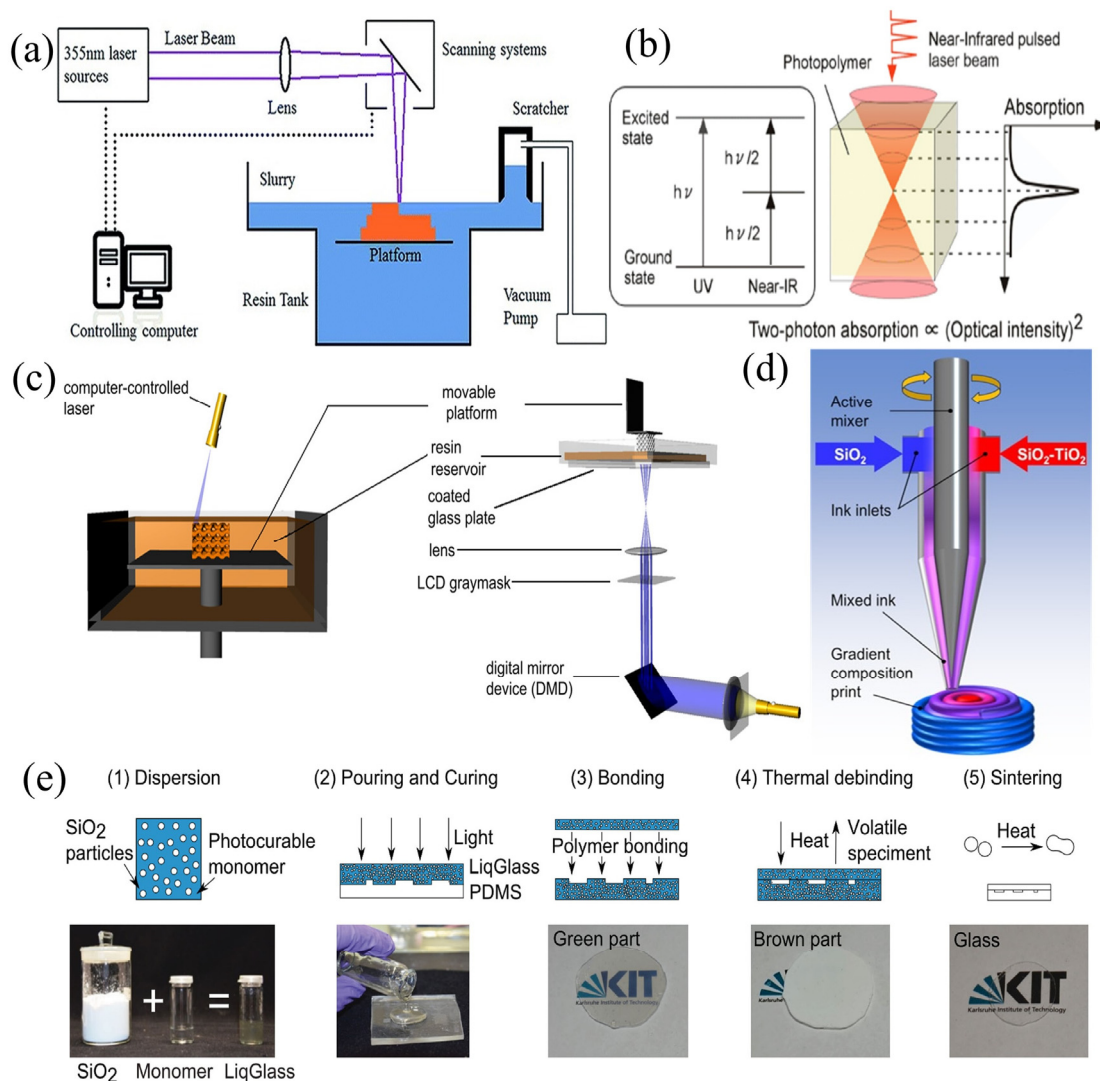 (a)
355nm laser
sources
Laser Beam
Lens
Scanning systems
Scratcher
Slurry
Platform
Resin Tank
Vacuum
Pump
Controlling computer
(b)
Near-Infrared pulsed
laser beam
Photopolymer
Absorption
Excited
state
hν/2
hν
hν/2
Ground
state
UV
Near-IR
Two-photon absorption ∝ (Optical intensity)2
(c)
computer-controlled
laser
movable
platform
resin
reservoir
coated
glass plate
lens
LCD graymask
digital mirror
device (DMD)
(d)
Active
mixer
SiO2
SiO2-TiO2
Ink inlets
Mixed ink
Gradient
composition
print
(e)
(1) Dispersion
SiO2
particles
Photocurable
monomer
SiO2
Monomer
LiqGlass
(2) Pouring and Curing
Light
LiqGlass
PDMS
(3) Bonding
Polymer bonding
Green part
KIT
Karlsruhe Institute of Technology
(4) Thermal debinding
Heat
Volatile
speciment
Brown part
KIT
Karlsruhe Institute of Technology
(5) Sintering
Heat
Glass
KIT
Karlsruhe Institute of Technology